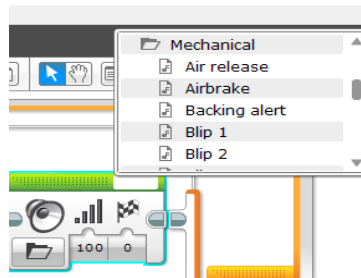 Mechanical
Air release
Airbrake
Backing alert
Blip 1
Blip 2
100 0